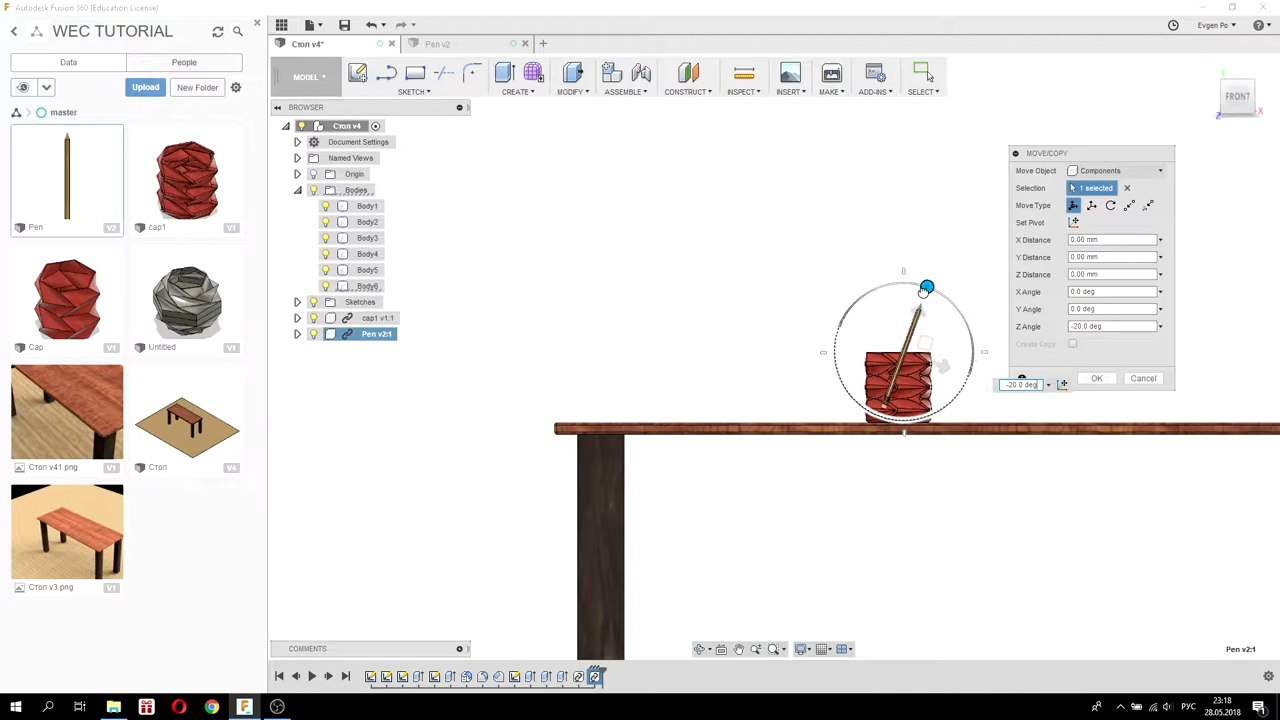 Autodesk Fusion 360 (Education License)
WEC TUTORIAL
Data
People
Upload
New Folder
master
Pen
V2
cap1
V1
Cap
V1
Untitled
V1
Стол v41.png
V1
Стол
V4
Стол v3.png
V1
Стол v4*
Pen v2
Evgen Po
MODEL
SKETCH
CREATE
MODIFY
ASSEMBLE
CONSTRUCT
INSPECT
INSERT
MAKE
ADD-INS
SELECT
BROWSER
Стол v4
Document Settings
Named Views
Origin
Bodies
Body1
Body2
Body3
Body4
Body5
Body6
Sketches
cap1 v1:1
Pen v2:1
FRONT
X
Z
MOVE/COPY
Move Object
Components
Selection
1 selected
Move Type
Set Pivot
X Distance
0.00 mm
Y Distance
0.00 mm
Z Distance
0.00 mm
X Angle
0.0 deg
Y Angle
0.0 deg
Z Angle
-20.0 deg
Create Copy
OK
Cancel
-20.0 deg
COMMENTS
Pen v2:1
РУС
23:18
28.05.2018